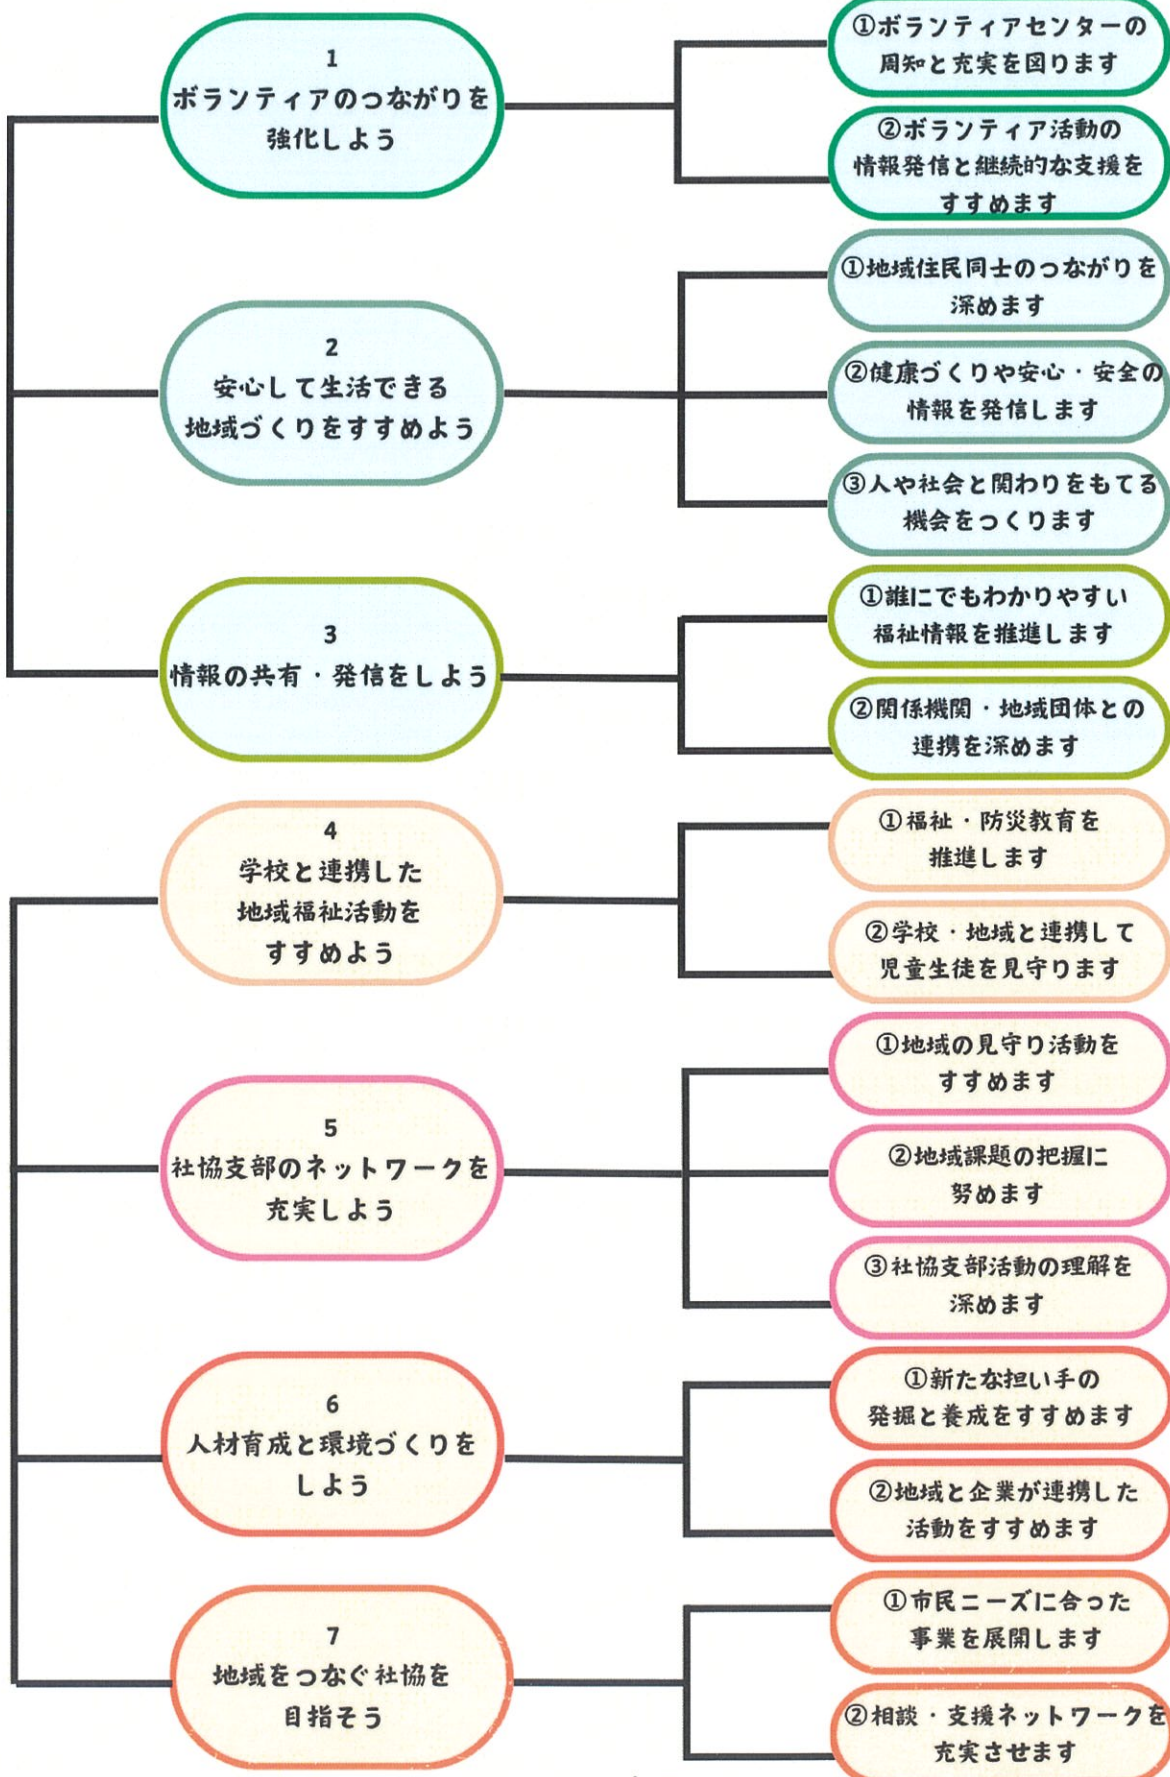 1
ボランティアのつながりを
強化しよう
①ボランティアセンターの
周知と充実を図ります
②ボランティア活動の
情報発信と継続的な支援を
すすめます
2
安心して生活できる
地域づくりをすすめよう
①地域住民同士のつながりを
深めます
②健康づくりや安心・安全の
情報を発信します
③人や社会と関わりをもてる
機会をつくります
3
情報の共有・発信をしよう
①誰にでもわかりやすい
福祉情報を推進します
②関係機関・地域団体との
連携を深めます
4
学校と連携した
地域福祉活動を
すすめよう
①福祉・防災教育を
推進します
②学校・地域と連携して
児童生徒を見守ります
5
社協支部のネットワークを
充実しよう
①地域の見守り活動を
すすめます
②地域課題の把握に
努めます
③社協支部活動の理解を
深めます
6
人材育成と環境づくりを
しよう
①新たな担い手の
発掘と養成をすすめます
②地域と企業が連携した
活動をすすめます
7
地域をつなぐ社協を
目指そう
①市民ニーズに合った
事業を展開します
②相談・支援ネットワークを
充実させます